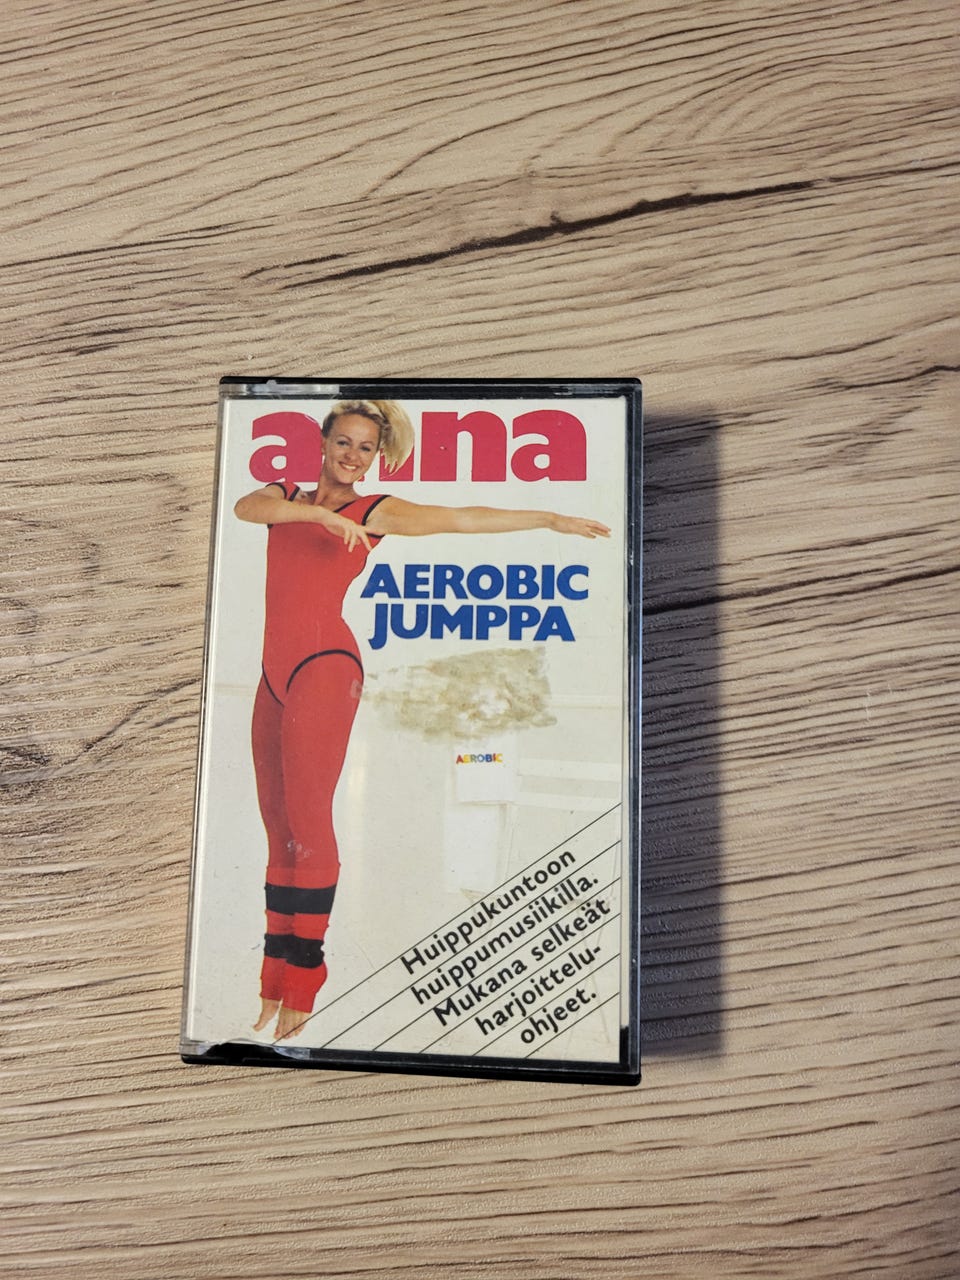 anna
AEROBIC
JUMPPA
AEROBIC
Huippukuntoon
huippumusiikilla.
Mukana selkeät
harjoittelu-
ohjeet.